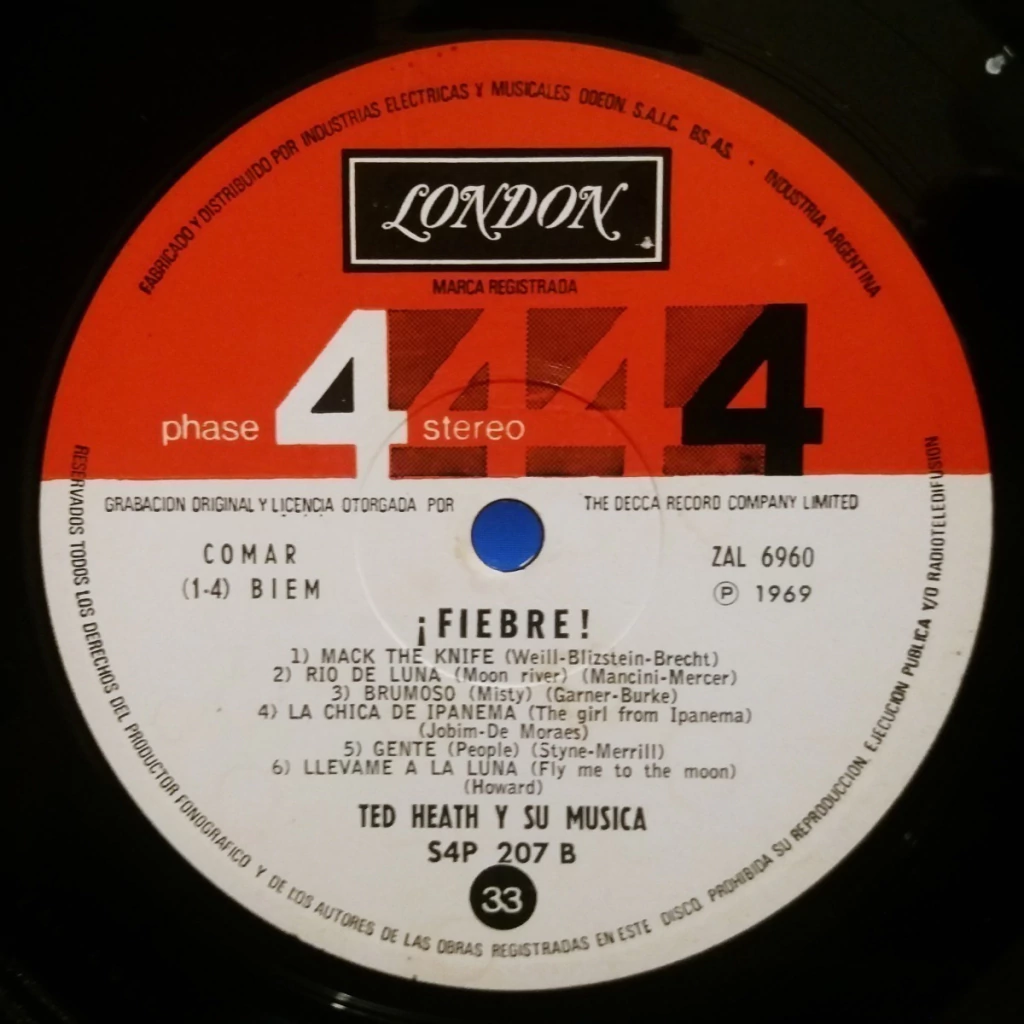 FABRICADO Y DISTRIBUIDO POR INDUSTRIAS ELECTRICAS Y MUSICALES ODEON. S.A.I.C. BS. AS. · INDUSTRIA ARGENTINA
LONDON
MARCA REGISTRADA
phase 4 stereo 4444
GRABACION ORIGINAL Y LICENCIA OTORGADA POR THE DECCA RECORD COMPANY LIMITED
COMAR ZAL 6960
(1-4) BIEM Ⓟ 1969
¡FIEBRE!
1) MACK THE KNIFE (Weill-Blizstein-Brecht)
2) RIO DE LUNA (Moon river) (Mancini-Mercer)
3) BRUMOSO (Misty) (Garner-Burke)
4) LA CHICA DE IPANEMA (The girl from Ipanema)
(Jobim-De Moraes)
5) GENTE (People) (Styne-Merrill)
6) LLEVAME A LA LUNA (Fly me to the moon)
(Howard)
TED HEATH Y SU MUSICA
S4P 207 B
33
RESERVADOS TODOS LOS DERECHOS DEL PRODUCTOR FONOGRAFICO Y DE LOS AUTORES DE LAS OBRAS REGISTRADAS EN ESTE DISCO. PROHIBIDA SU REPRODUCCION. EJECUCION PUBLICA Y/O RADIOTELEDIFUSION